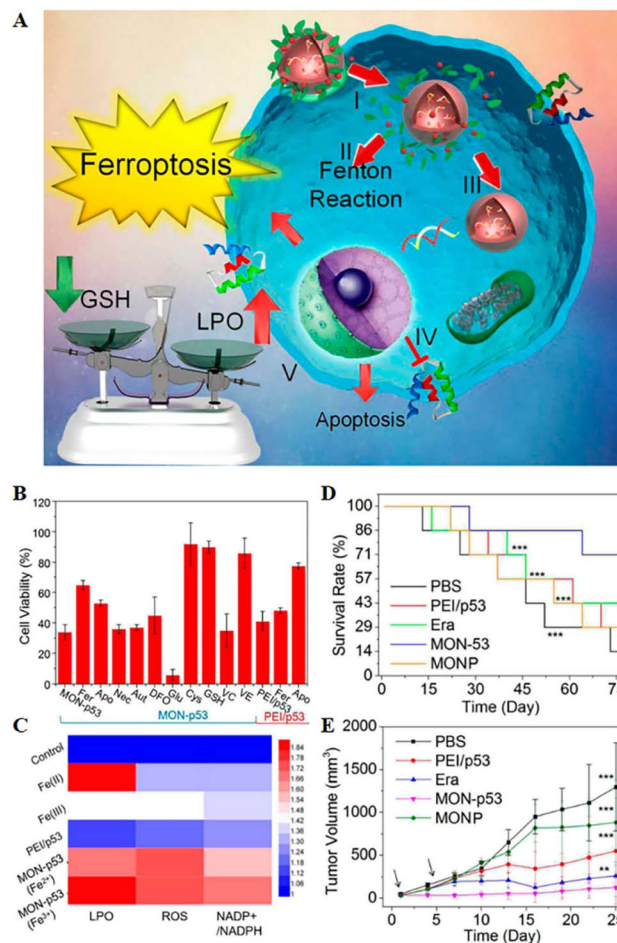 A
I
II
Fenton
Reaction
III
Ferroptosis
GSH
LPO
IV
V
Apoptosis
B
Cell Viability (%)
120
100
80
60
40
20
0
MON-p53
Fer
Apo
Nec
Aut
DFO
Glu
Cys
GSH
VC
VE
PEI/p53
Fer
Apo
MON-p53
PEI/p53
C
Control
Fe(II)
Fe(III)
PEI/p53
MON-p53
(Fe²⁺)
MON-p53
(Fe³⁺)
LPO
ROS
NADP+
/NADPH
1.84
1.80
1.72
1.66
1.60
1.54
1.48
1.42
1.36
1.30
1.24
1.18
1.12
1.06
1
D
Survival Rate (%)
100
86
71
57
43
29
14
0
***
***
***
***
PBS
PEI/p53
Era
MON-53
MONP
0
15
30
45
60
75
Time (Day)
E
Tumor Volume (mm³)
2000
1500
1000
500
0
PBS
PEI/p53
Era
MON-p53
MONP
***
***
***
**
0
5
10
15
20
25
Time (Day)